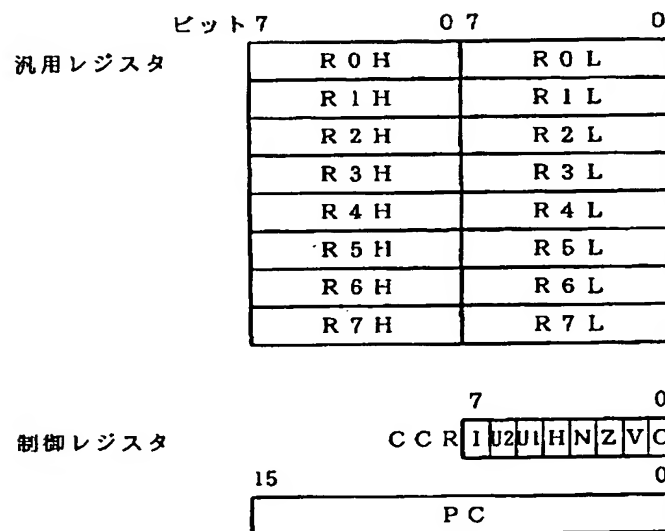 ビット7 0 7 0
汎用レジスタ R0H R0L
R1H R1L
R2H R2L
R3H R3L
R4H R4L
R5H R5L
R6H R6L
R7H R7L
7 0
制御レジスタ CCR I U2 U1 H N Z V C
15 0
PC